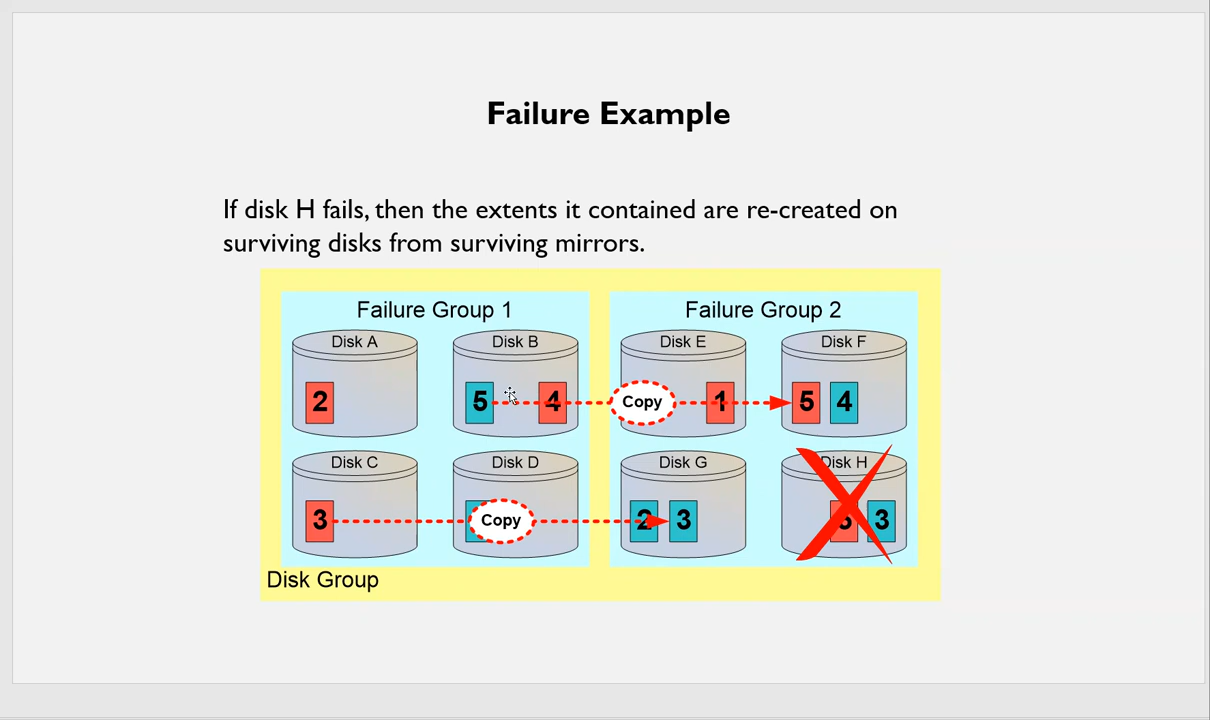 Failure Example
If disk H fails, then the extents it contained are re-created on
surviving disks from surviving mirrors.
Failure Group 1 Failure Group 2
Disk A Disk B Disk E Disk F
2 5 4 Copy 1 5 4
Disk C Disk D Disk G Disk H
3 Copy 2 3 5 3
Disk Group